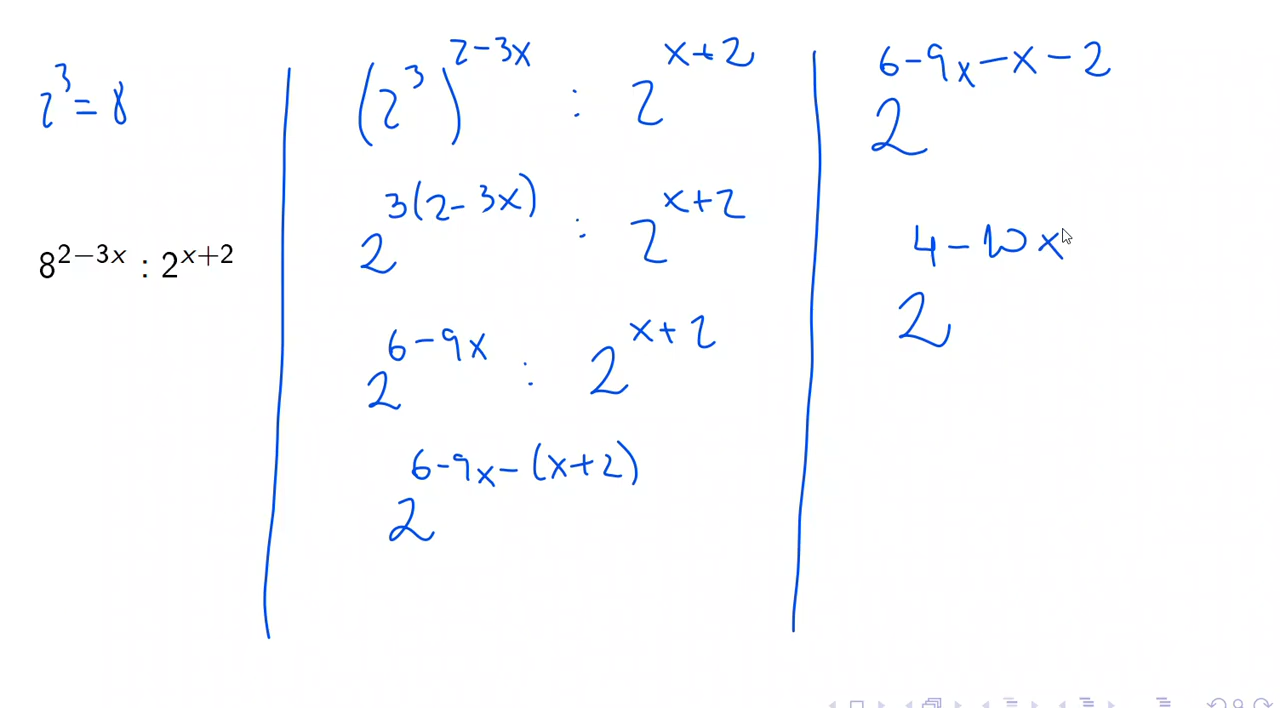 2^3 = 8
8^{2−3x} : 2^{x+2}
(2^3)^{2−3x} : 2^{x+2}
2^{3(2−3x)} : 2^{x+2}
2^{6−9x} : 2^{x+2}
2^{6−9x−(x+2)}
2^{6−9x−x−2}
2^{4−10x}